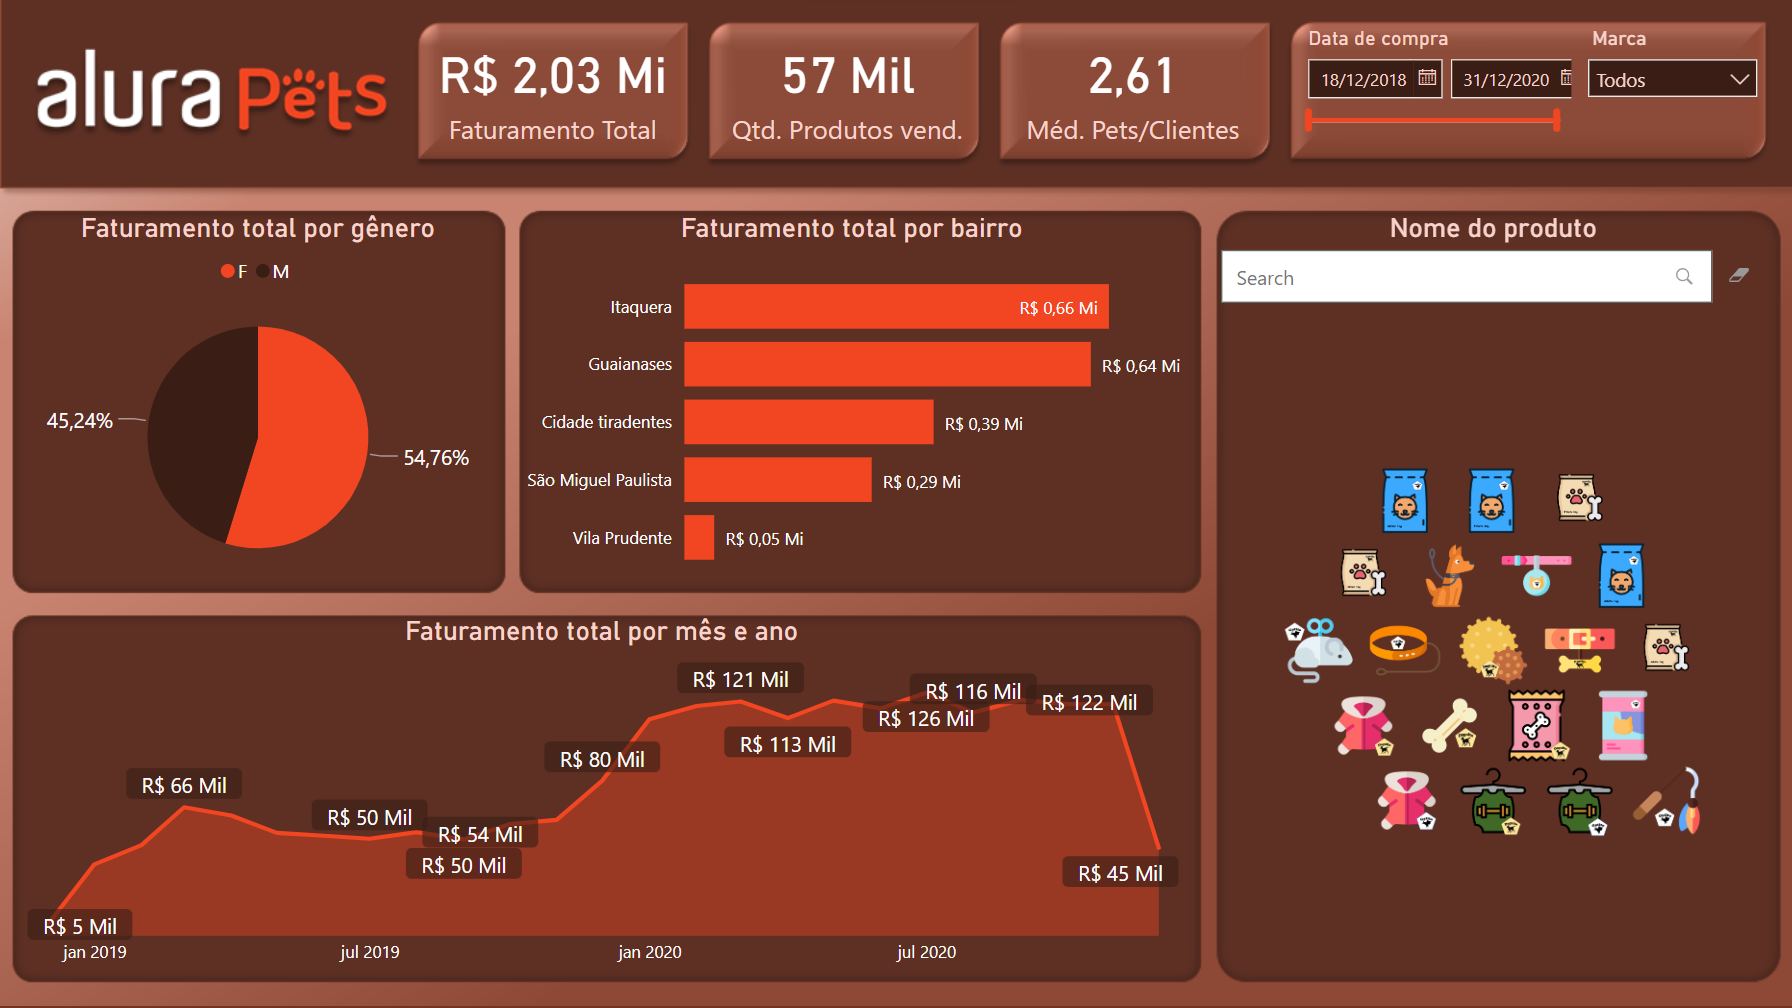 alura Pets
R$ 2,03 Mi
Faturamento Total
57 Mil
Qtd. Produtos vend.
2,61
Méd. Pets/Clientes
Data de compra
18/12/2018
31/12/2020
Marca
Todos
Faturamento total por gênero
F M
45,24%
54,76%
Faturamento total por bairro
Itaquera R$ 0,66 Mi
Guaianases R$ 0,64 Mi
Cidade tiradentes R$ 0,39 Mi
São Miguel Paulista R$ 0,29 Mi
Vila Prudente R$ 0,05 Mi
Nome do produto
Search
Faturamento total por mês e ano
R$ 5 Mil
R$ 66 Mil
R$ 50 Mil
R$ 54 Mil
R$ 50 Mil
R$ 80 Mil
R$ 121 Mil
R$ 113 Mil
R$ 116 Mil
R$ 126 Mil
R$ 122 Mil
R$ 45 Mil
jan 2019 jul 2019 jan 2020 jul 2020